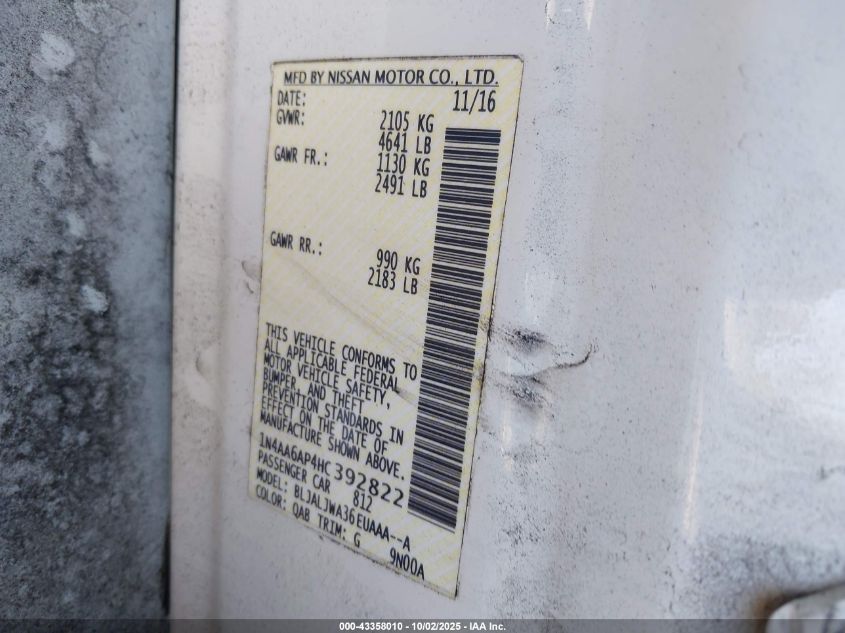 MFD BY NISSAN MOTOR CO., LTD.
DATE: 11/16
GVWR: 2105 KG
4641 LB
GAWR FR.: 1130 KG
2491 LB
GAWR RR.: 990 KG
2183 LB
THIS VEHICLE CONFORMS TO
ALL APPLICABLE FEDERAL
MOTOR VEHICLE SAFETY,
BUMPER, AND THEFT
PREVENTION STANDARDS IN
EFFECT ON THE DATE OF
MANUFACTURE SHOWN ABOVE.
1N4AA6AP4HC392822
PASSENGER CAR 812
MODEL: BLJALJWA36EUAAA--A
COLOR: QAB TRIM: G 9N00A
000-43358010 - 10/02/2025 - IAA Inc.